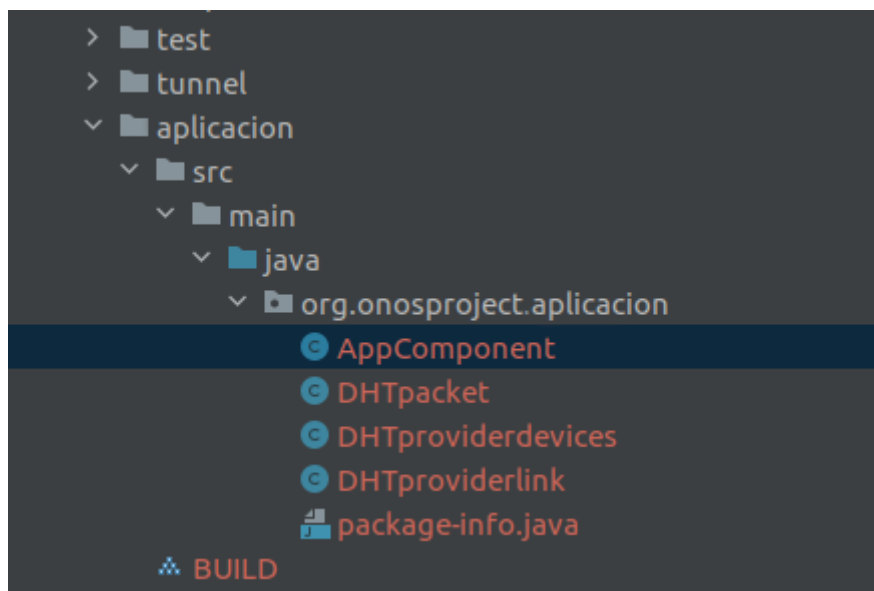 test
tunnel
aplicacion
src
main
java
org.onosproject.aplicacion
AppComponent
DHTpacket
DHTproviderdevices
DHTproviderlink
package-info.java
BUILD